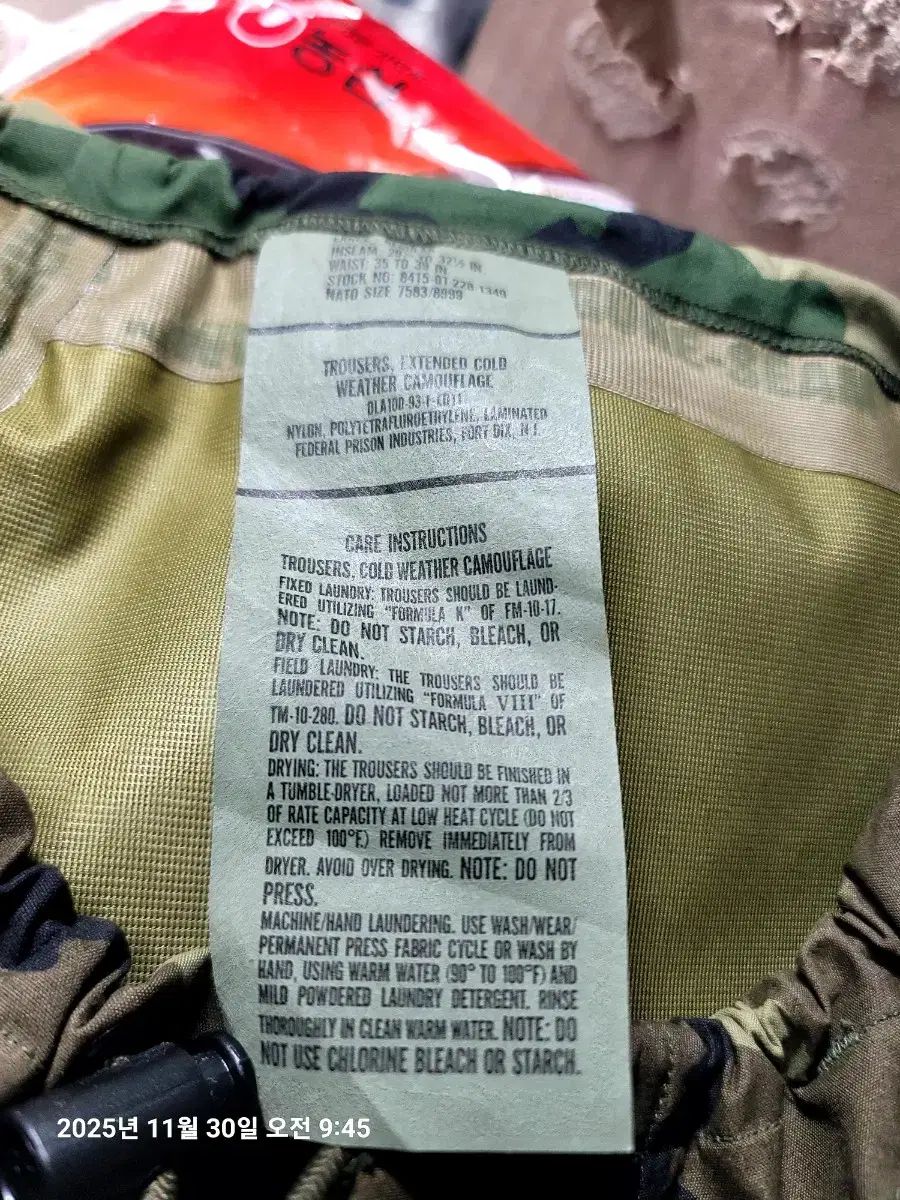 WAIST: 35 TO 39 IN
STOCK NO: 8415-01-228-1349
NATO SIZE 7583/8999
TROUSERS, EXTENDED COLD
WEATHER CAMOUFLAGE
NYLON, POLYTETRAFLUROETHYLENE, LAMINATED
FEDERAL PRISON INDUSTRIES, FORT DIX, N.J.
CARE INSTRUCTIONS
TROUSERS, COLD WEATHER CAMOUFLAGE
FIXED LAUNDRY: TROUSERS SHOULD BE LAUND-
ERED UTILIZING "FORMULA K" OF FM-10-17.
NOTE: DO NOT STARCH, BLEACH, OR
DRY CLEAN.
FIELD LAUNDRY: THE TROUSERS SHOULD BE
LAUNDERED UTILIZING "FORMULA VIII" OF
TM-10-280. DO NOT STARCH, BLEACH, OR
DRY CLEAN.
DRYING: THE TROUSERS SHOULD BE FINISHED IN
A TUMBLE-DRYER, LOADED NOT MORE THAN 2/3
OF RATE CAPACITY AT LOW HEAT CYCLE (DO NOT
EXCEED 100°F.) REMOVE IMMEDIATELY FROM
DRYER. AVOID OVER DRYING. NOTE: DO NOT
PRESS.
MACHINE/HAND LAUNDERING. USE WASH/WEAR/
PERMANENT PRESS FABRIC CYCLE OR WASH BY
HAND, USING WARM WATER (90° TO 100°F) AND
MILD POWDERED LAUNDRY DETERGENT. RINSE
THOROUGHLY IN CLEAN WARM WATER. NOTE: DO
NOT USE CHLORINE BLEACH OR STARCH.
2025년 11월 30일 오전 9:45